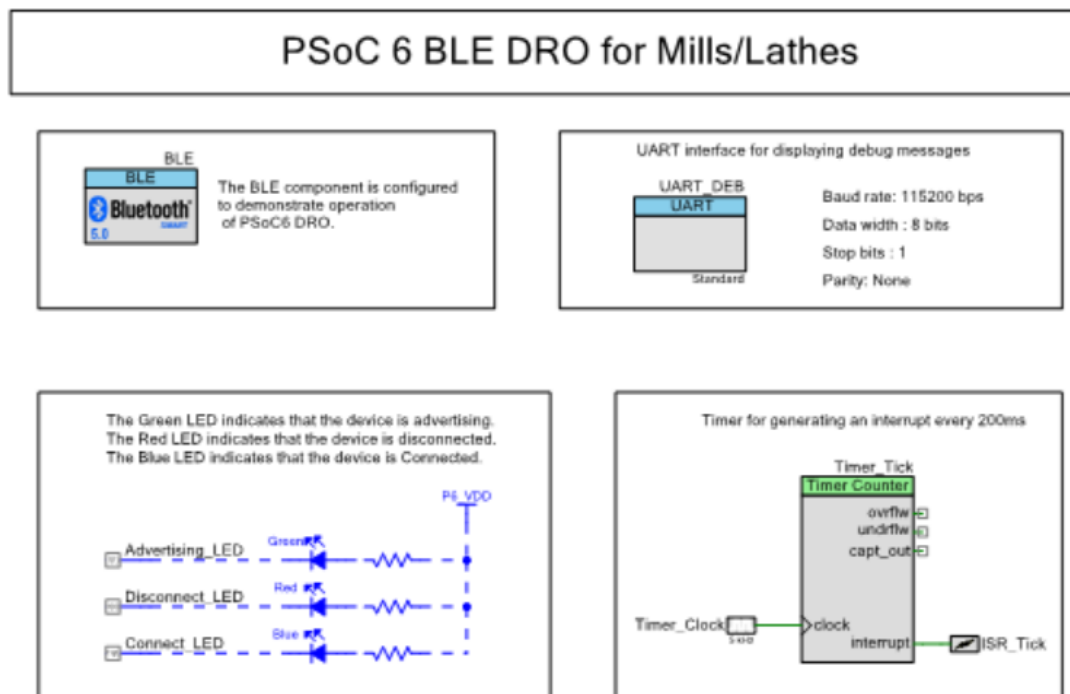 PSoC 6 BLE DRO for Mills/Lathes
BLE
BLE
Bluetooth
SMART
5.0
The BLE component is configured
to demonstrate operation
of PSoC6 DRO.
UART interface for displaying debug messages
UART_DEB
UART
Standard
Baud rate: 115200 bps
Data width : 8 bits
Stop bits : 1
Parity: None
The Green LED indicates that the device is advertising.
The Red LED indicates that the device is disconnected.
The Blue LED indicates that the device is Connected.
P6_VDD
Advertising_LED
Green
Disconnect_LED
Red
Connect_LED
Blue
Timer for generating an interrupt every 200ms
Timer_Tick
Timer Counter
ovrflw
undrflw
capt_out
Timer_Clock
clock
interrupt
ISR_Tick